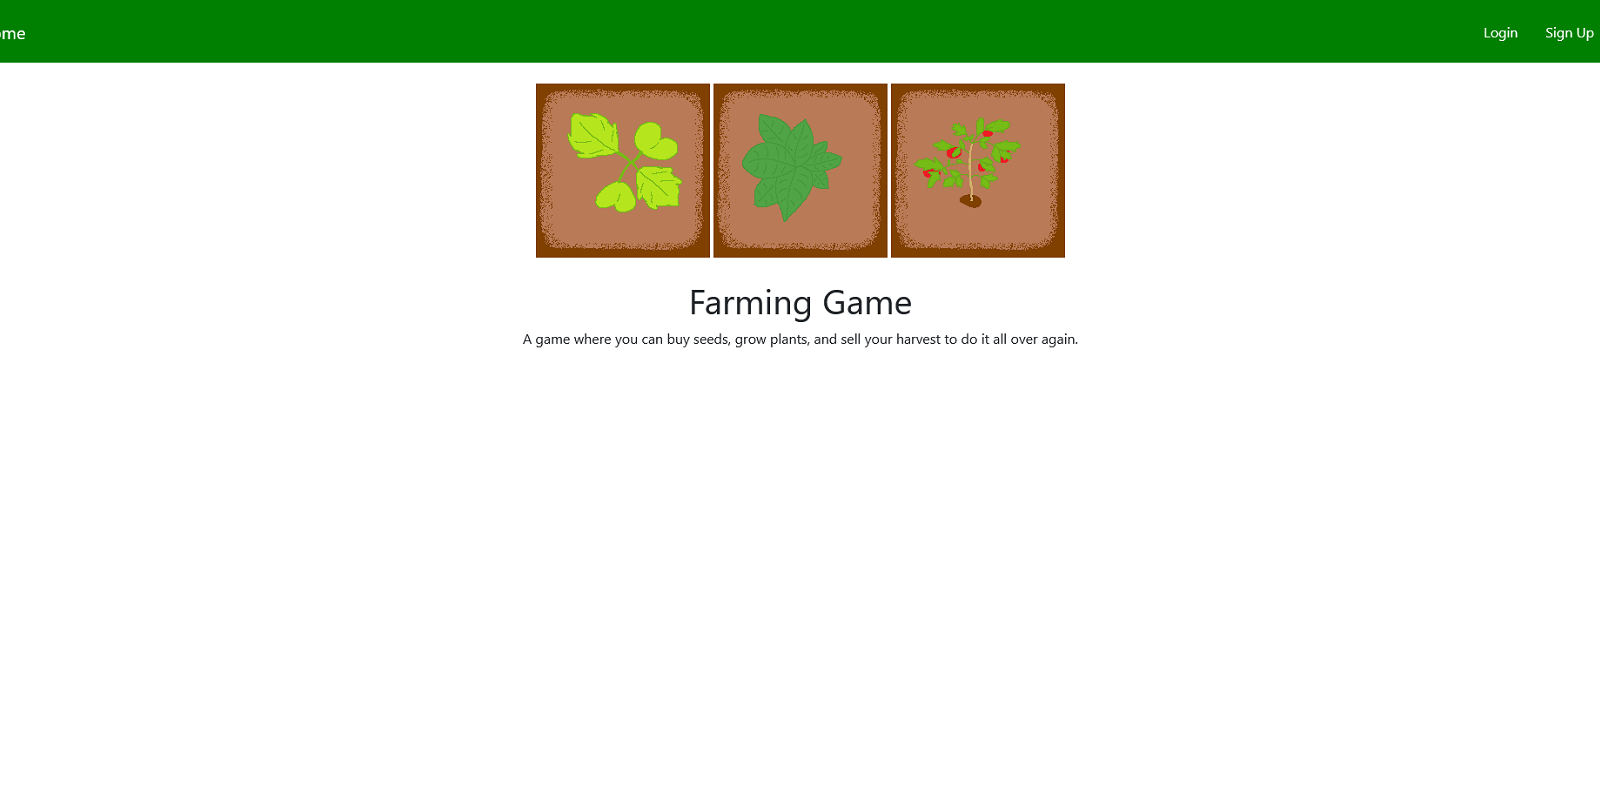 ome
Login Sign Up
Farming Game
A game where you can buy seeds, grow plants, and sell your harvest to do it all over again.